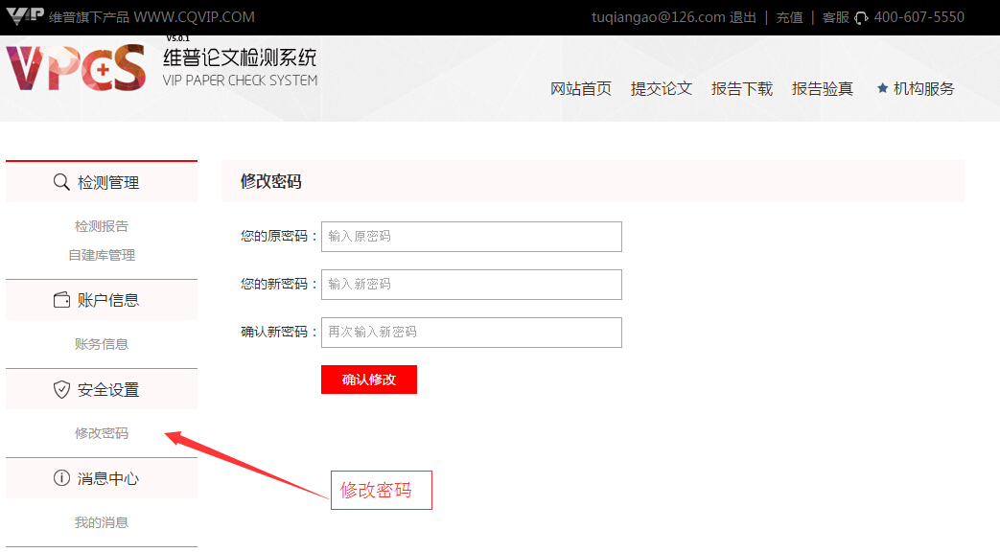 VIP 维普旗下产品 WWW.CQVIP.COM
tuqiangao@126.com 退出 | 充值 | 客服 400-607-5550
V5.0.1
VPCS 维普论文检测系统
VIP PAPER CHECK SYSTEM
网站首页 提交论文 报告下载 报告验真 机构服务
检测管理
检测报告
自建库管理
账户信息
账务信息
安全设置
修改密码
消息中心
我的消息
修改密码
您的原密码： 输入原密码
您的新密码： 输入新密码
确认新密码： 再次输入新密码
确认修改
修改密码